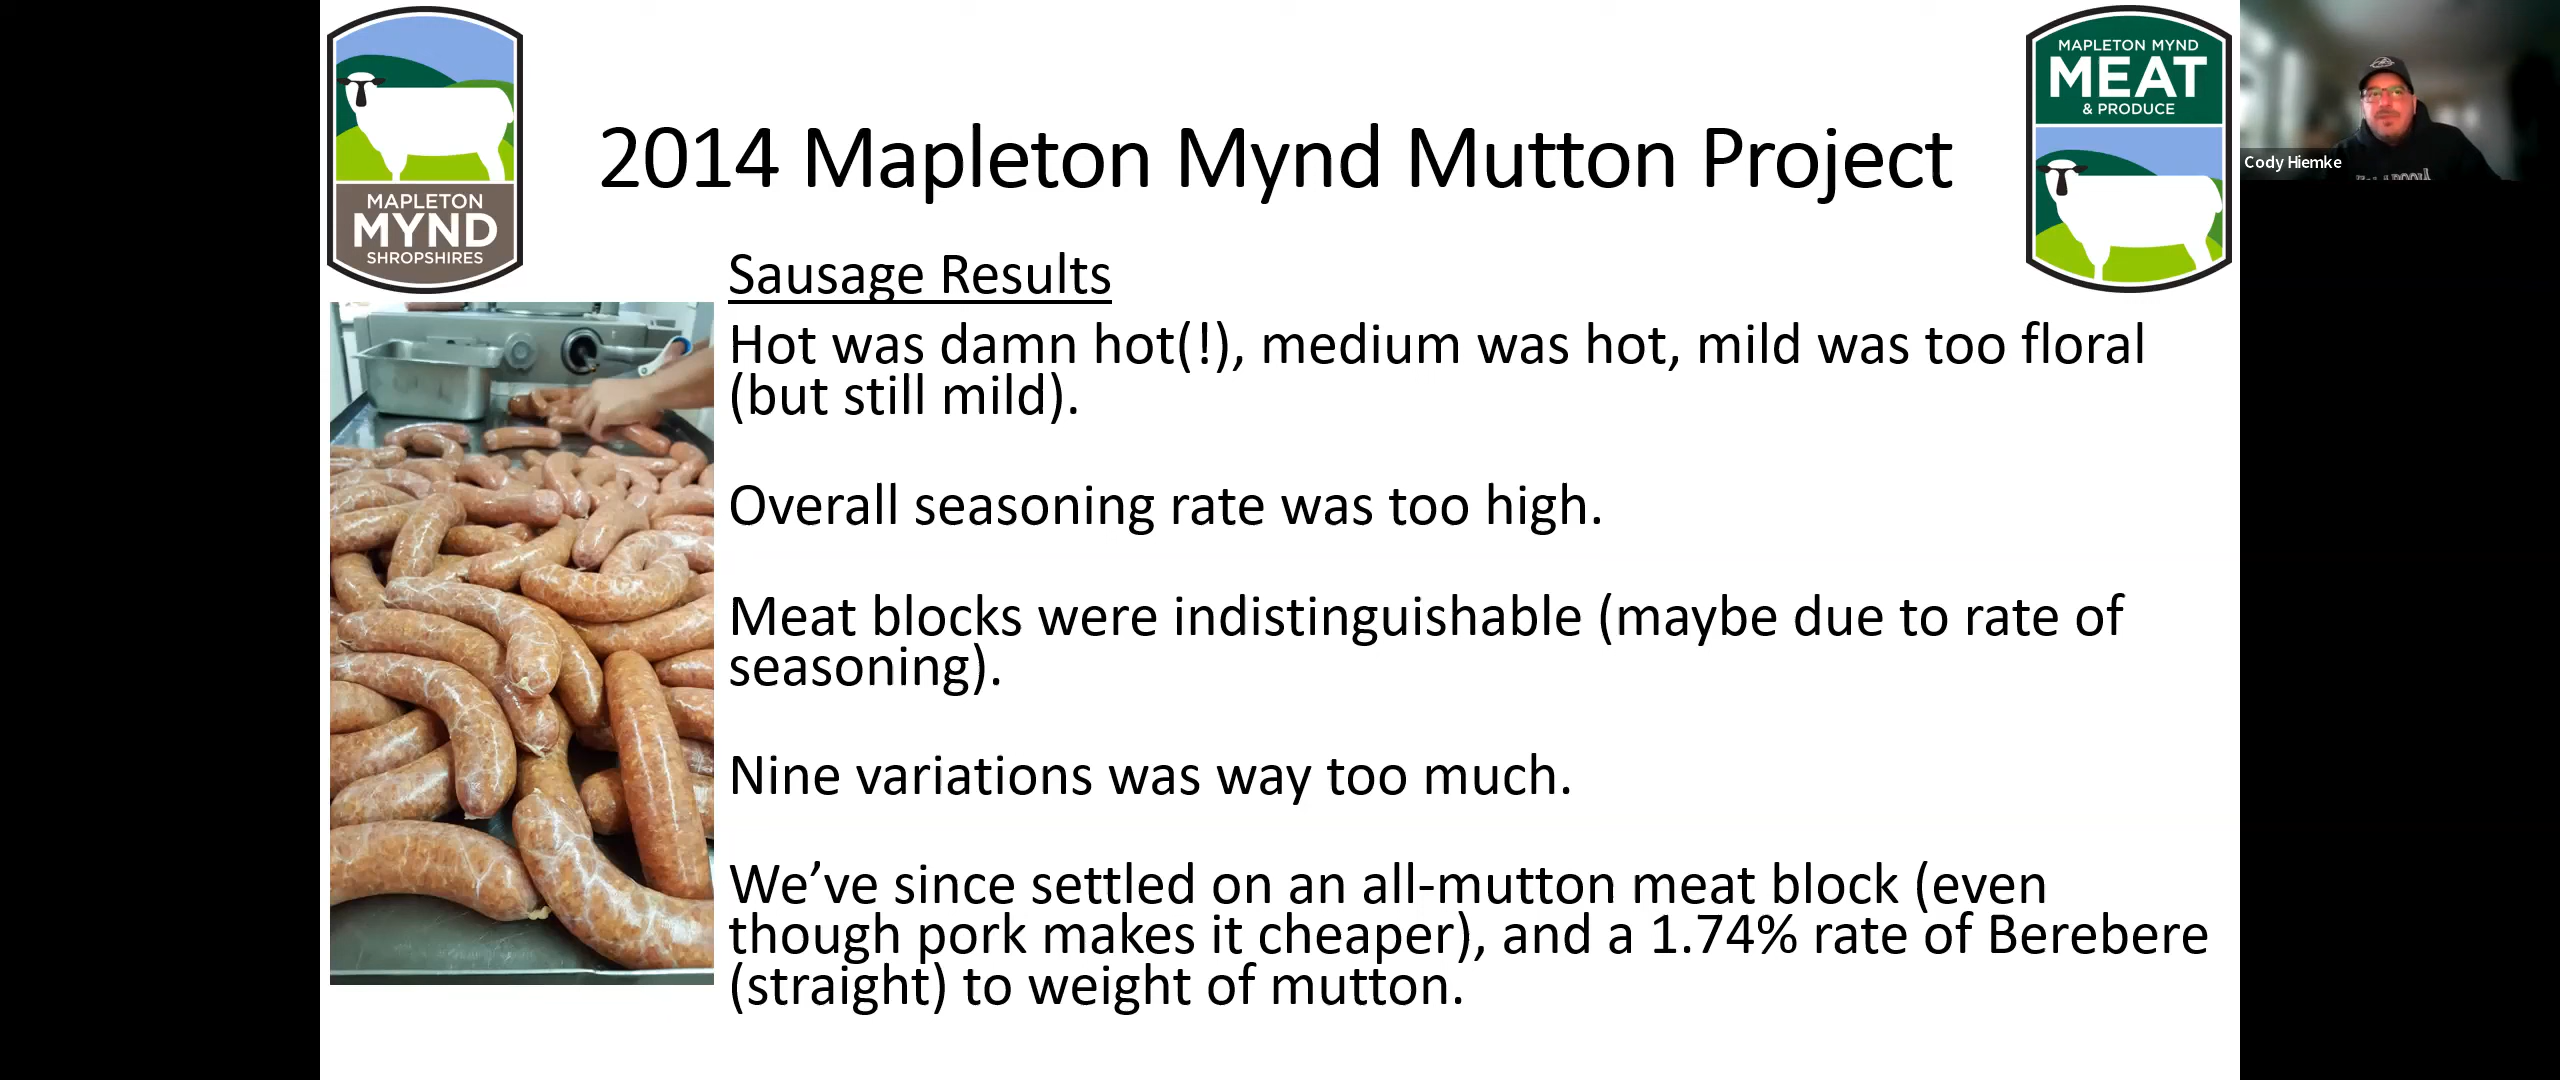 MAPLETON
MYND
SHROPSHIRES
2014 Mapleton Mynd Mutton Project
MAPLETON MYND
MEAT
& PRODUCE
Cody Hiemke
Sausage Results
Hot was damn hot(!), medium was hot, mild was too floral
(but still mild).
Overall seasoning rate was too high.
Meat blocks were indistinguishable (maybe due to rate of
seasoning).
Nine variations was way too much.
We’ve since settled on an all-mutton meat block (even
though pork makes it cheaper), and a 1.74% rate of Berebere
(straight) to weight of mutton.